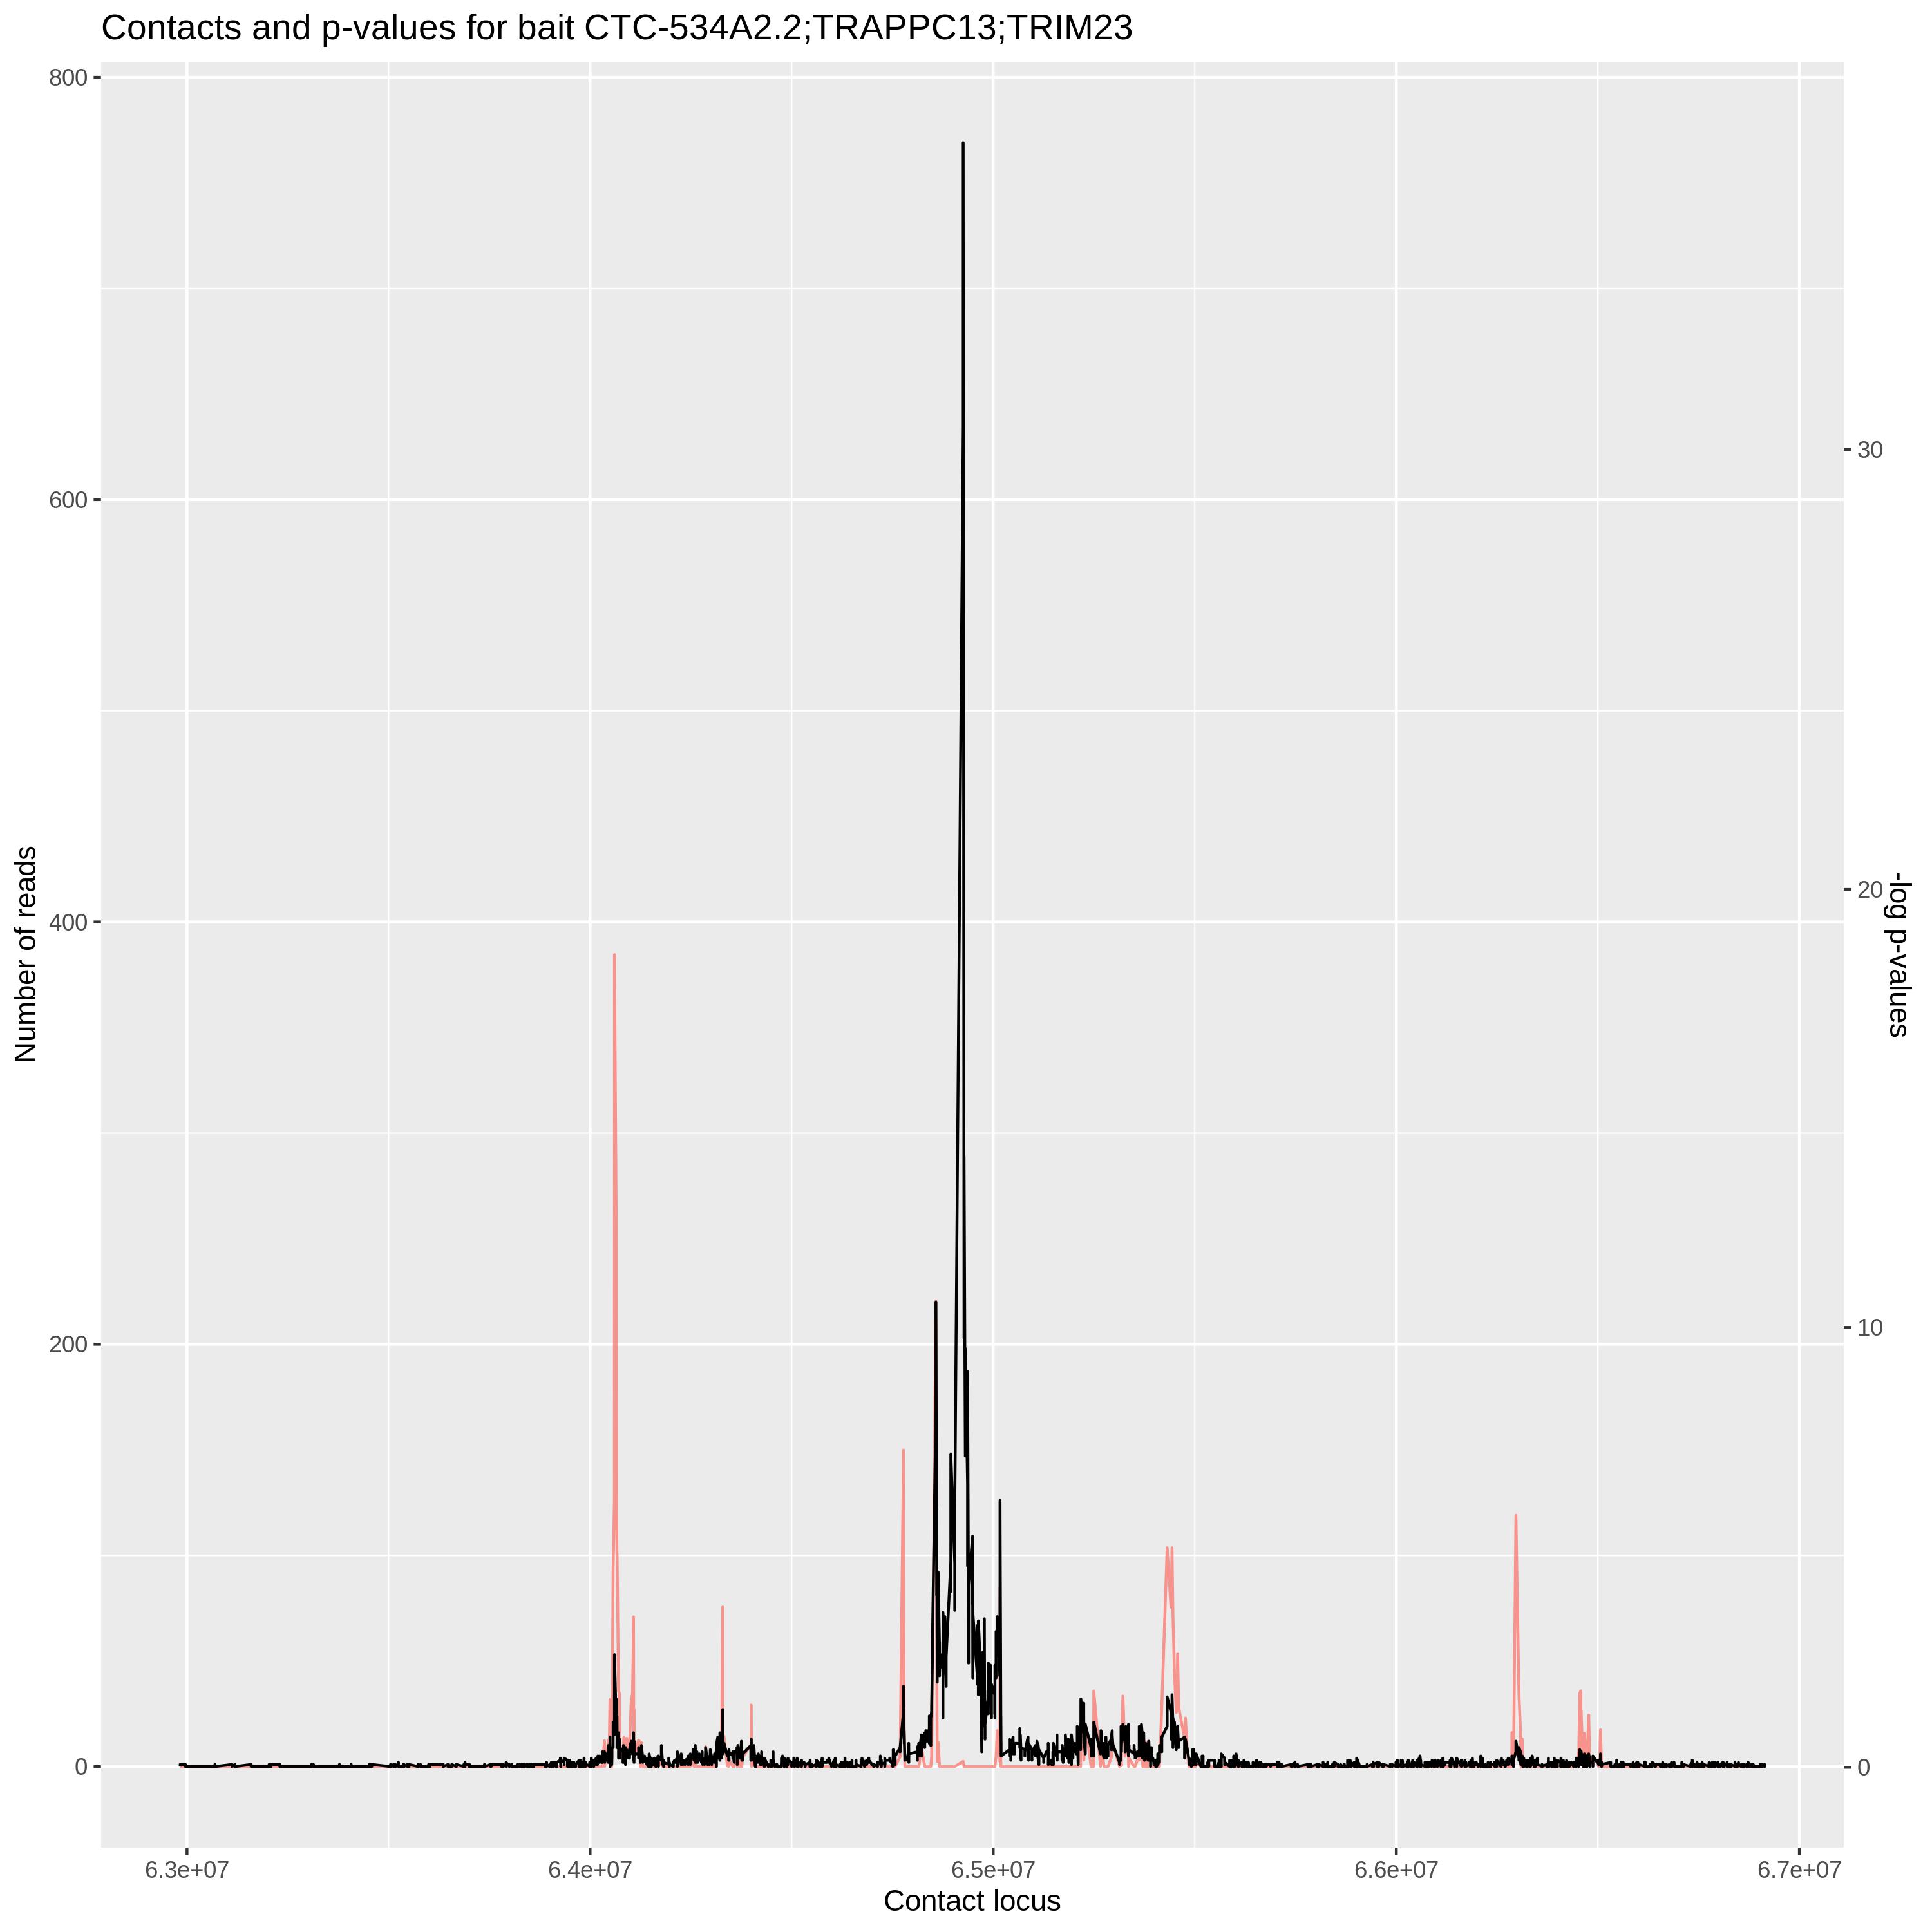 Contacts and p-values for bait CTC-534A2.2;TRAPPC13;TRIM23
800
600
400
200
0
Number of reads
30
20
10
0
-log p-values
6.3e+07
6.4e+07
6.5e+07
6.6e+07
6.7e+07
Contact locus